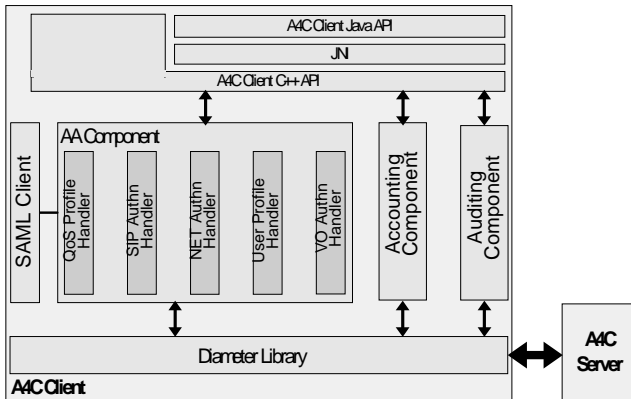 A4C Client Java API
JNI
A4C Client C++ API
AA Component
SAML Client
QoS Profile
Handler
SIP Authn
Handler
NET Authn
Handler
User Profile
Handler
VO Authn
Handler
Accounting
Component
Auditing
Component
Diameter Library
A4C Client
A4C
Server